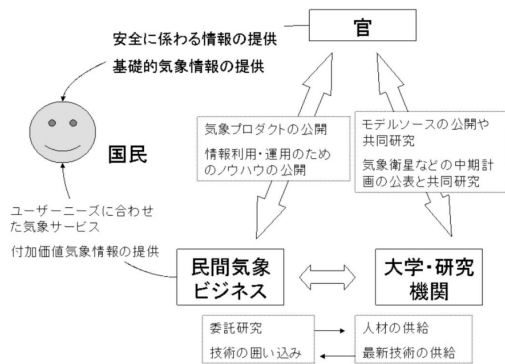 官
安全に係わる情報の提供
基礎的気象情報の提供
国民
気象プロダクトの公開
情報利用・運用のため
のノウハウの公開
モデルソースの公開や
共同研究
気象衛星などの中期計
画の公表と共同研究
ユーザーニーズに合わせ
た気象サービス
付加価値気象情報の提供
民間気象
ビジネス
大学・研究
機関
委託研究
技術の囲い込み
人材の供給
最新技術の供給